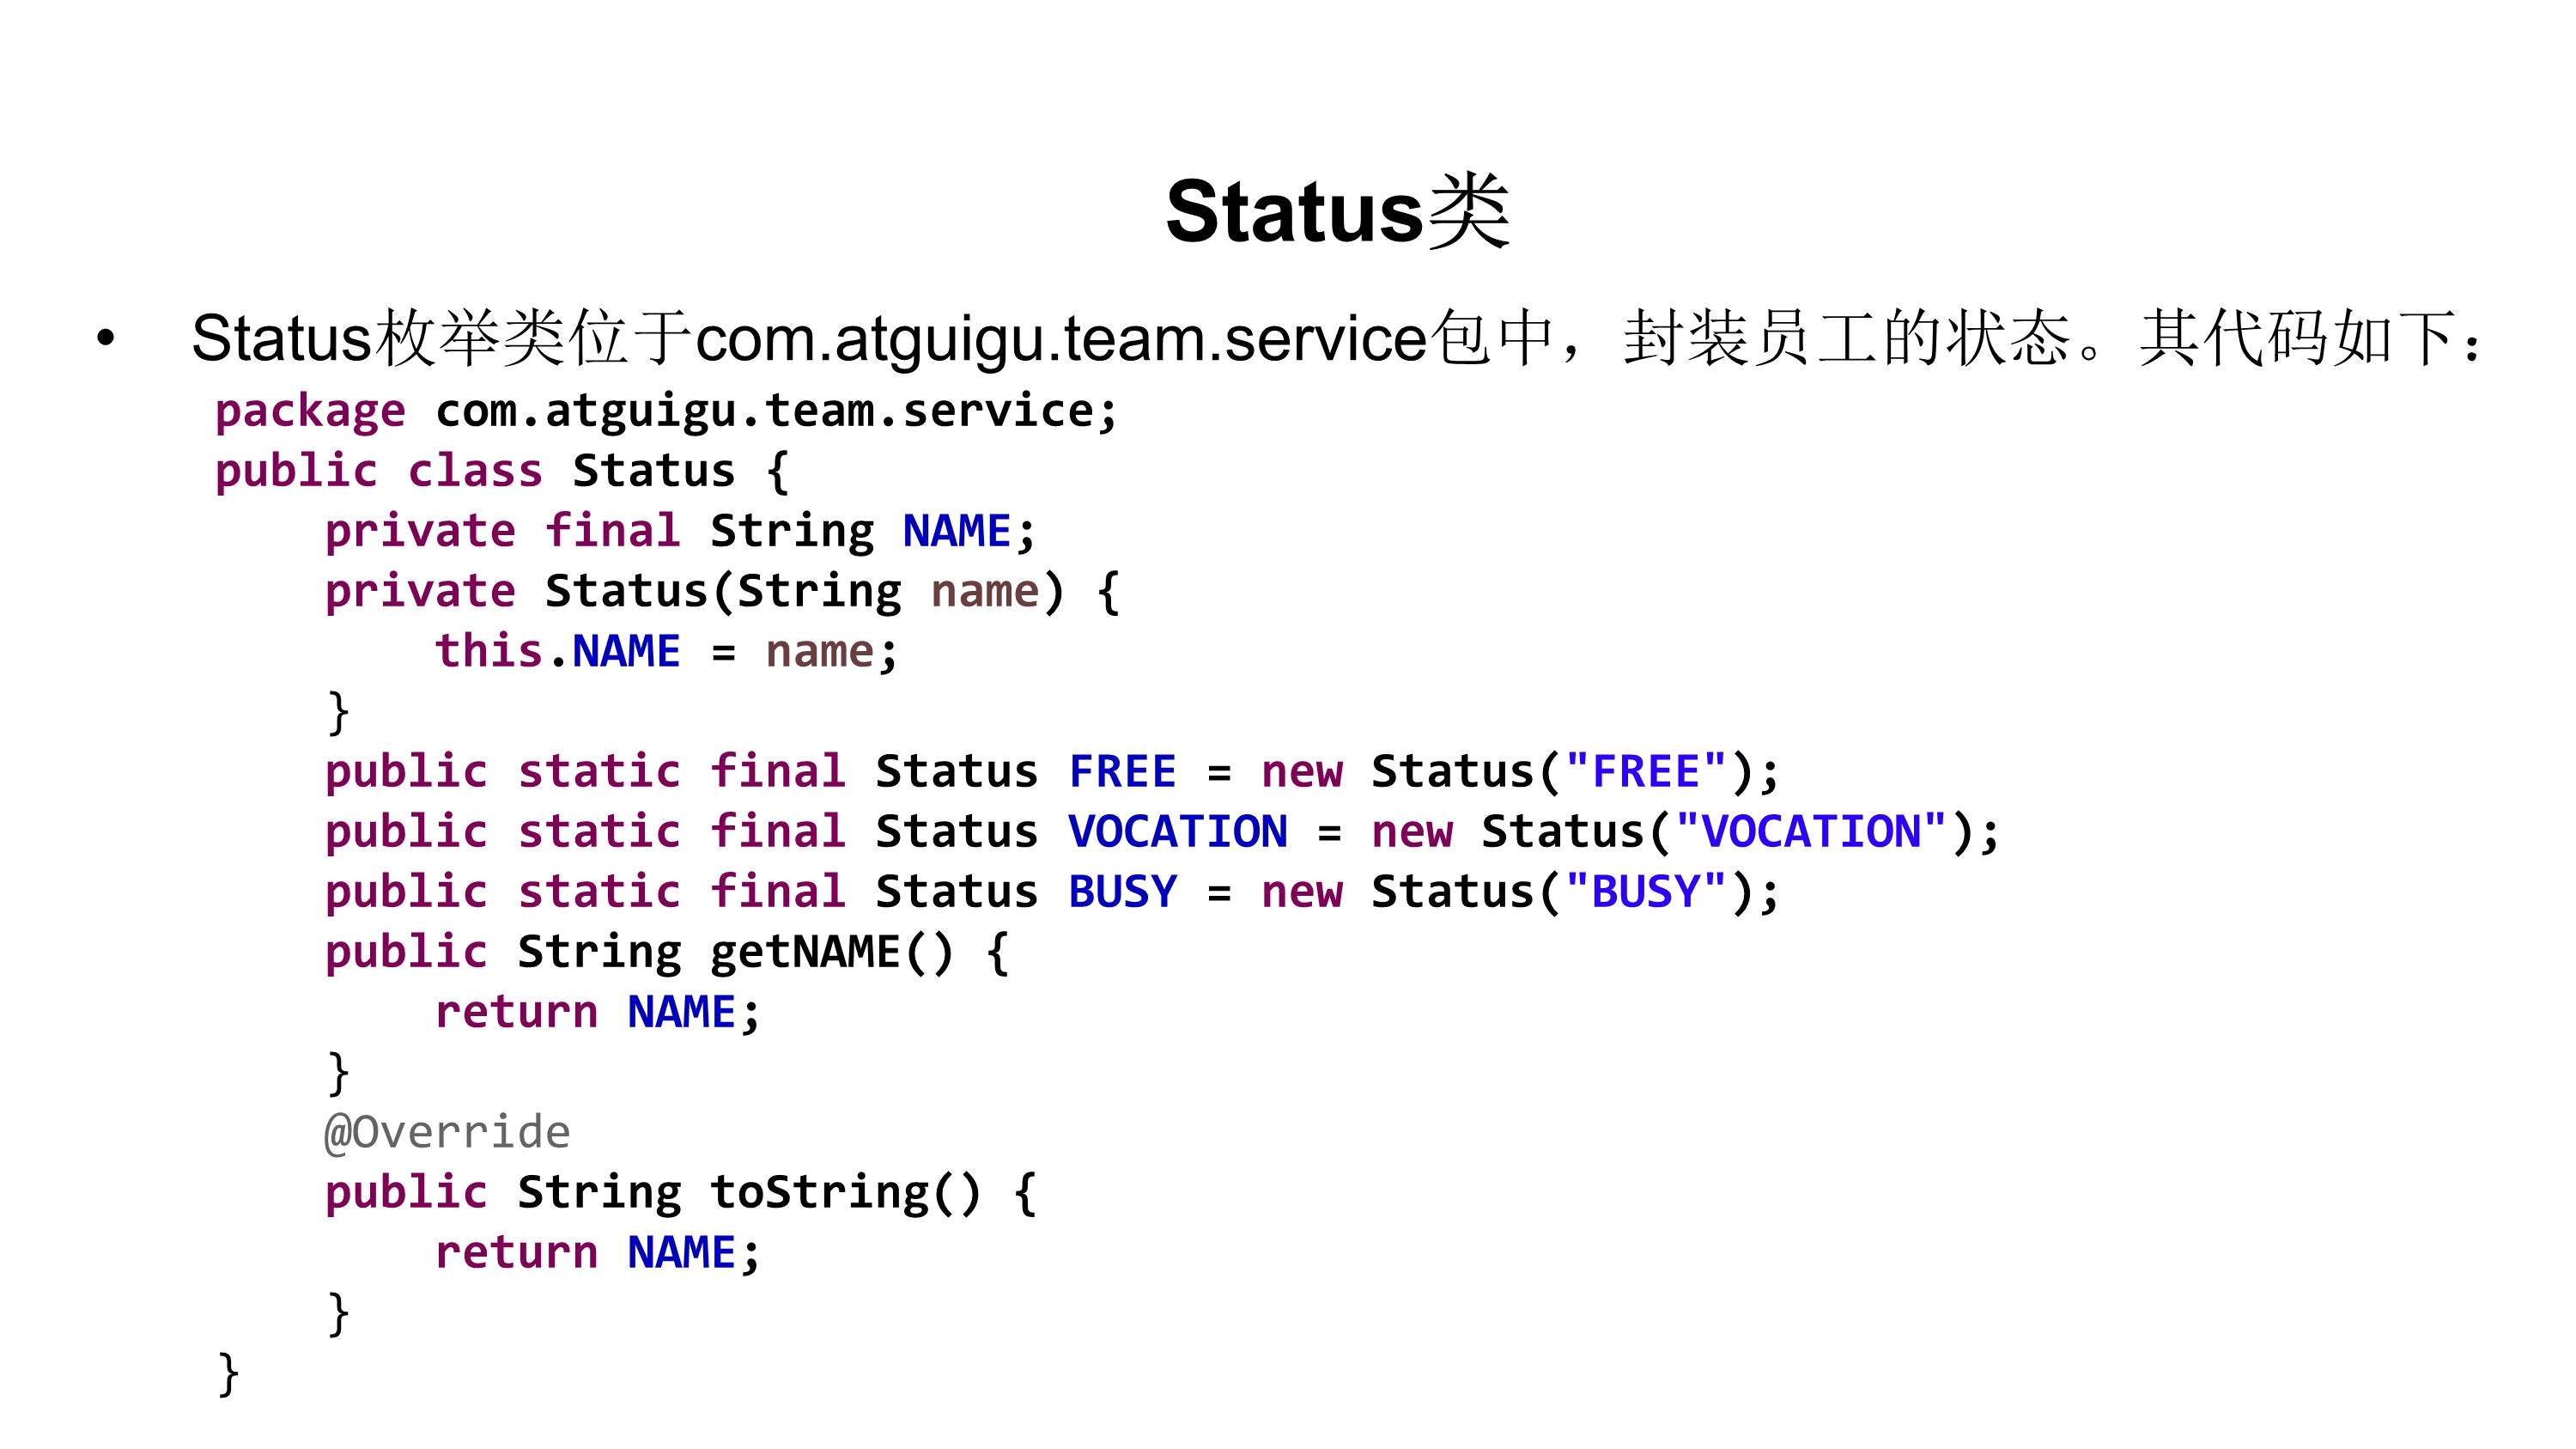 Status类
• Status枚举类位于com.atguigu.team.service包中，封装员工的状态。其代码如下：
package com.atguigu.team.service;
public class Status {
    private final String NAME;
    private Status(String name) {
        this.NAME = name;
    }
    public static final Status FREE = new Status("FREE");
    public static final Status VOCATION = new Status("VOCATION");
    public static final Status BUSY = new Status("BUSY");
    public String getNAME() {
        return NAME;
    }
    @Override
    public String toString() {
        return NAME;
    }
}